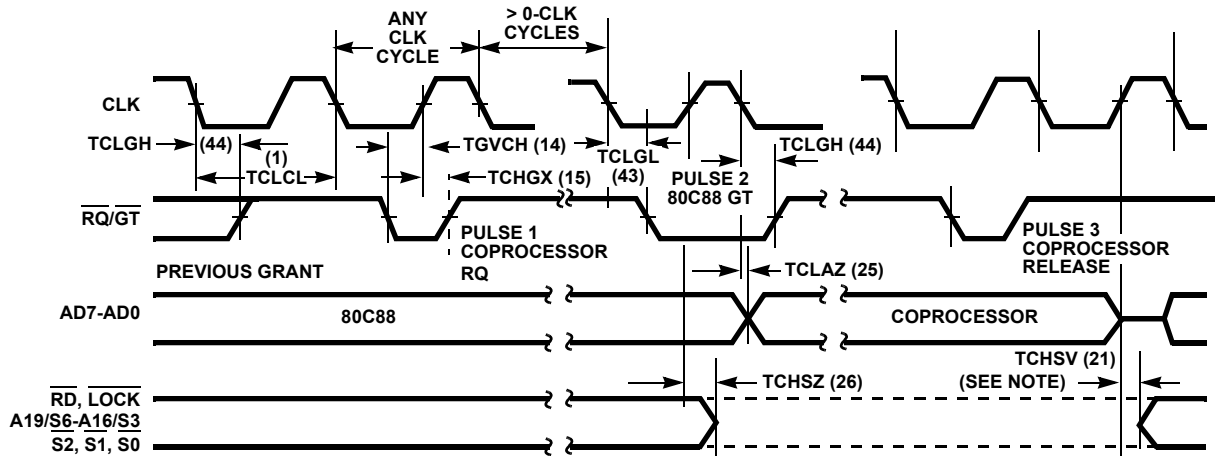 ANY
CLK
CYCLE
> 0-CLK
CYCLES
CLK
TCLGH
(44)
(1)
TCLCL
TGVCH (14)
TCHGX (15)
TCLGL
(43)
PULSE 2
80C88 GT
TCLGH (44)
RQ/GT
PULSE 1
COPROCESSOR
RQ
PULSE 3
COPROCESSOR
RELEASE
PREVIOUS GRANT
TCLAZ (25)
AD7-AD0
80C88
COPROCESSOR
TCHSZ (26)
TCHSV (21)
(SEE NOTE)
RD, LOCK
A19/S6-A16/S3
S2, S1, S0